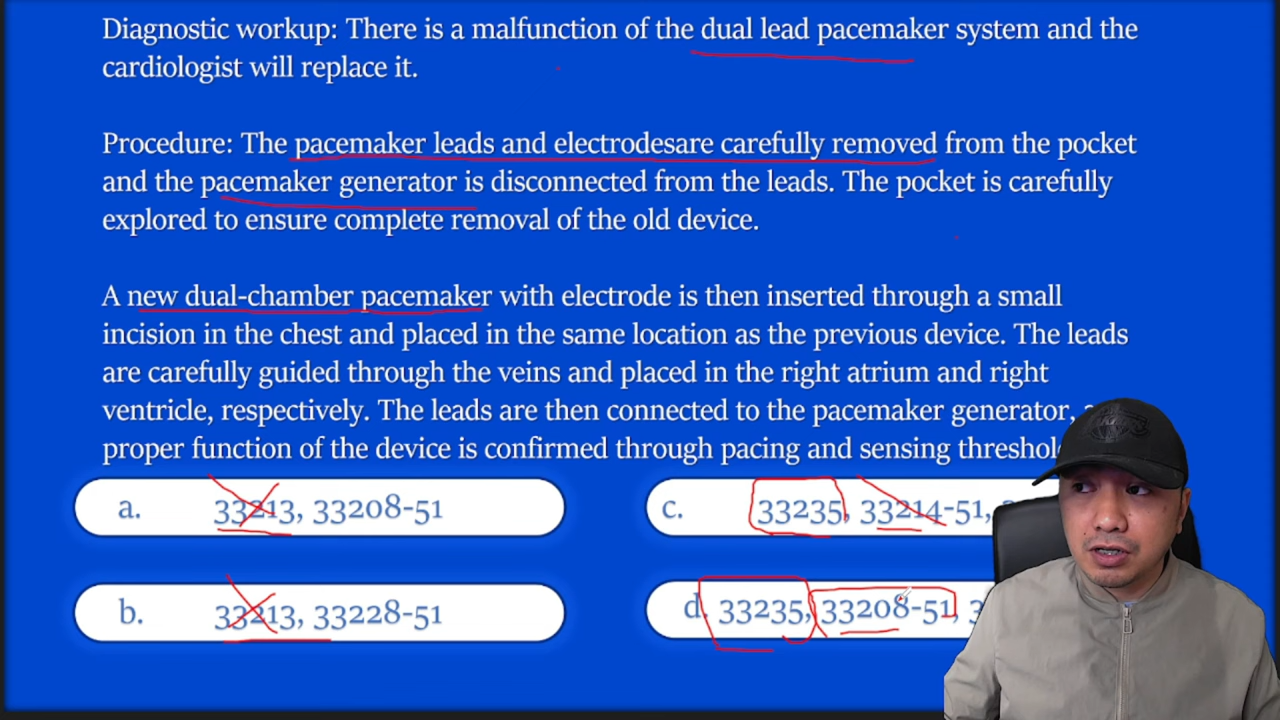 Diagnostic workup: There is a malfunction of the dual lead pacemaker system and the
cardiologist will replace it.
Procedure: The pacemaker leads and electrodesare carefully removed from the pocket
and the pacemaker generator is disconnected from the leads. The pocket is carefully
explored to ensure complete removal of the old device.
A new dual-chamber pacemaker with electrode is then inserted through a small
incision in the chest and placed in the same location as the previous device. The leads
are carefully guided through the veins and placed in the right atrium and right
ventricle, respectively. The leads are then connected to the pacemaker generator,
proper function of the device is confirmed through pacing and sensing
a. 33213, 33208-51
c. 33235, 33214-51,
b. 33213, 33228-51
d. 33235, 33208-51,